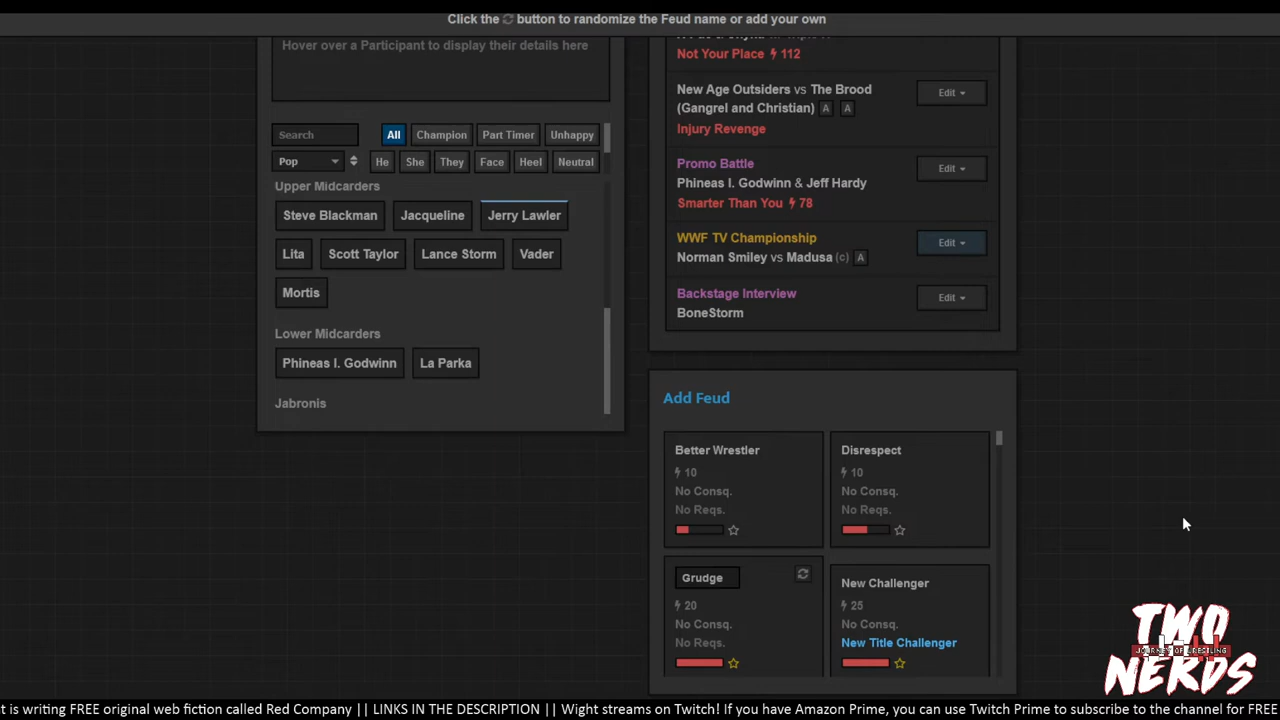 Click the button to randomize the Feud name or add your own
Hover over a Participant to display their details here
Search
All
Champion
Part Timer
Unhappy
Pop
He
She
They
Face
Heel
Neutral
Upper Midcarders
Steve Blackman
Jacqueline
Jerry Lawler
Lita
Scott Taylor
Lance Storm
Vader
Mortis
Lower Midcarders
Phineas I. Godwinn
La Parka
Jabronis
Not Your Place 112
New Age Outsiders vs The Brood
(Gangrel and Christian) A A
Edit
Injury Revenge
Promo Battle
Edit
Phineas I. Godwinn & Jeff Hardy
Smarter Than You 78
WWF TV Championship
Edit
Norman Smiley vs Madusa (c) A
Backstage Interview
Edit
BoneStorm
Add Feud
Better Wrestler
10
No Consq.
No Reqs.
Disrespect
10
No Consq.
No Reqs.
Grudge
20
No Consq.
No Reqs.
New Challenger
25
No Consq.
New Title Challenger
TWO
JOURNEY OF WRESTLING
NERDS
st is writing FREE original web fiction called Red Company || LINKS IN THE DESCRIPTION || Wight streams on Twitch! If you have Amazon Prime, you can use Twitch Prime to subscribe to the channel for FREE